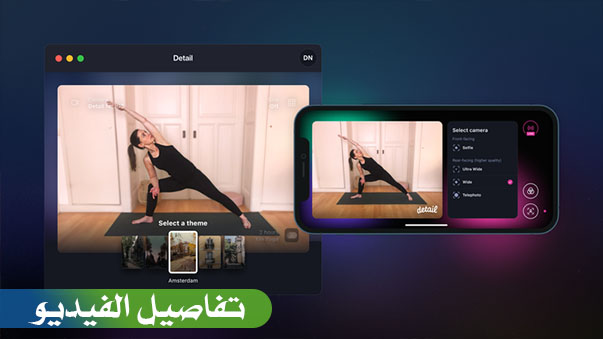 Detail
DN
Select a theme
Amsterdam
Select camera
Front-facing
Selfie
Rear-facing (higher quality)
Ultra Wide
Wide
Telephoto
detail
تفاصيل الفيديو